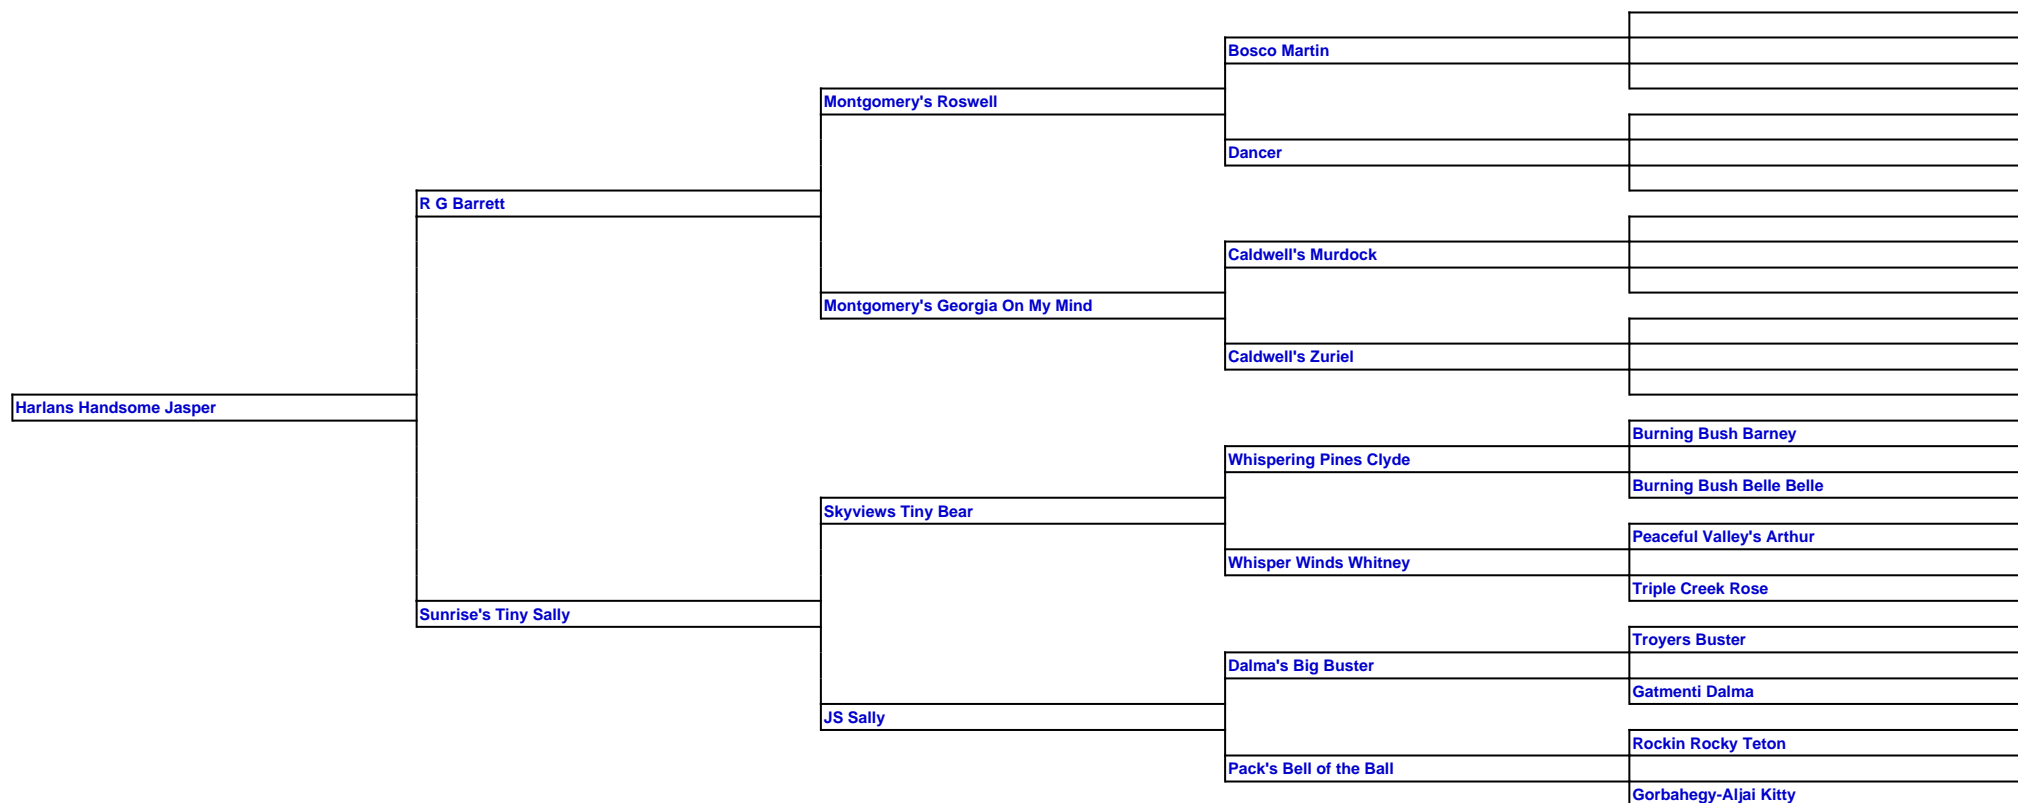 Bosco Martin
Montgomery's Roswell
Dancer
R G Barrett
Caldwell's Murdock
Montgomery's Georgia On My Mind
Caldwell's Zuriel
Harlans Handsome Jasper
Burning Bush Barney
Whispering Pines Clyde
Burning Bush Belle Belle
Skyviews Tiny Bear
Peaceful Valley's Arthur
Whisper Winds Whitney
Triple Creek Rose
Sunrise's Tiny Sally
Troyers Buster
Dalma's Big Buster
Gatmenti Dalma
JS Sally
Rockin Rocky Teton
Pack's Bell of the Ball
Gorbahegy-Aljai Kitty